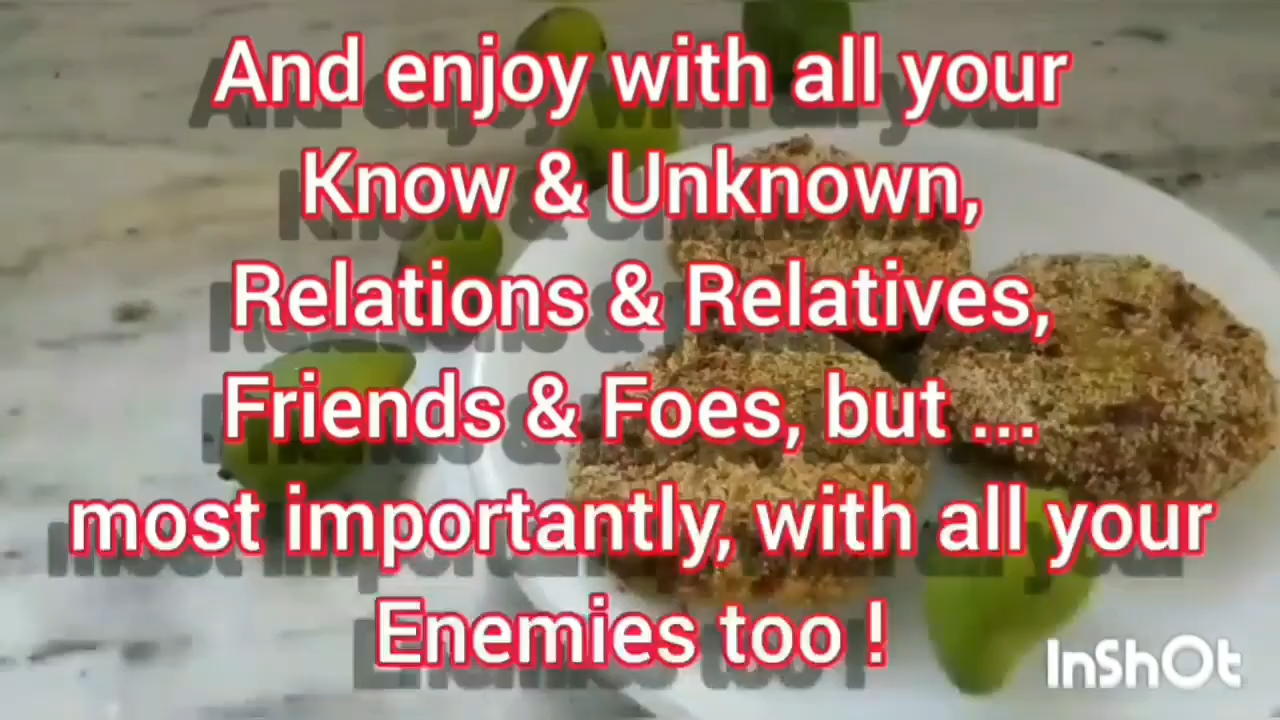 And enjoy with all your
Know & Unknown,
Relations & Relatives,
Friends & Foes, but ...
most importantly, with all your
Enemies too !
InShOt